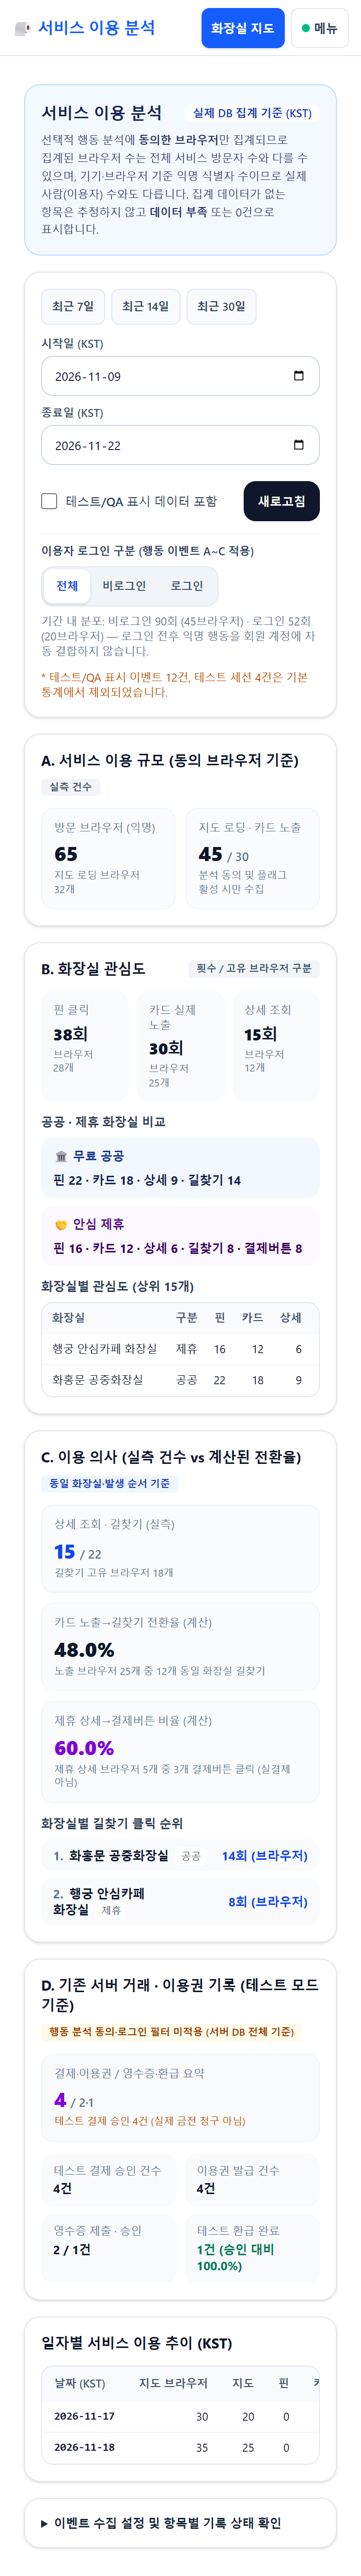 서비스 이용 분석
화장실 지도
메뉴
서비스 이용 분석
실제 DB 집계 기준 (KST)
선택적 행동 분석에 동의한 브라우저만 집계되므로
집계된 브라우저 수는 전체 서비스 방문자 수와 다를 수
있으며, 기기·브라우저 기준 익명 식별자 수이므로 실제
사람(이용자) 수와도 다릅니다. 집계 데이터가 없는
항목은 추정하지 않고 데이터 부족 또는 0건으로
표시합니다.
최근 7일
최근 14일
최근 30일
시작일 (KST)
2026-11-09
종료일 (KST)
2026-11-22
테스트/QA 표시 데이터 포함
새로고침
이용자 로그인 구분 (행동 이벤트 A~C 적용)
전체
비로그인
로그인
기간 내 분포: 비로그인 90회 (45브라우저) · 로그인 52회
(20브라우저) — 로그인 전후 익명 행동을 회원 계정에 자
동 결합하지 않습니다.
* 테스트/QA 표시 이벤트 12건, 테스트 세션 4건은 기본
통계에서 제외되었습니다.
A. 서비스 이용 규모 (동의 브라우저 기준)
실측 건수
방문 브라우저 (익명)
65
지도 로딩 브라우저
32개
지도 로딩 · 카드 노출
45 / 30
분석 동의 및 플래그
활성 시만 수집
B. 화장실 관심도
횟수 / 고유 브라우저 구분
핀 클릭
38회
브라우저
28개
카드 실제
노출
30회
브라우저
25개
상세 조회
15회
브라우저
12개
공공 · 제휴 화장실 비교
무료 공공
핀 22 · 카드 18 · 상세 9 · 길찾기 14
안심 제휴
핀 16 · 카드 12 · 상세 6 · 길찾기 8 · 결제버튼 8
화장실별 관심도 (상위 15개)
화장실 구분 핀 카드 상세
행궁 안심카페 화장실 제휴 16 12 6
화홍문 공중화장실 공공 22 18 9
C. 이용 의사 (실측 건수 vs 계산된 전환율)
동일 화장실·발생 순서 기준
상세 조회 · 길찾기 (실측)
15 / 22
길찾기 고유 브라우저 18개
카드 노출→길찾기 전환율 (계산)
48.0%
노출 브라우저 25개 중 12개 동일 화장실 길찾기
제휴 상세→결제버튼 비율 (계산)
60.0%
제휴 상세 브라우저 5개 중 3개 결제버튼 클릭 (실결제
아님)
화장실별 길찾기 클릭 순위
1. 화홍문 공중화장실 공공 14회 (브라우저)
2. 행궁 안심카페
화장실 제휴
8회 (브라우저)
D. 기존 서버 거래 · 이용권 기록 (테스트 모드
기준)
행동 분석 동의·로그인 필터 미적용 (서버 DB 전체 기준)
결제·이용권 / 영수증·환급 요약
4 / 2·1
테스트 결제 승인 4건 (실제 금전 청구 아님)
테스트 결제 승인 건수
4건
이용권 발급 건수
4건
영수증 제출 · 승인
2 / 1건
테스트 환급 완료
1건 (승인 대비
100.0%)
일자별 서비스 이용 추이 (KST)
날짜 (KST) 지도 브라우저 지도 핀
2026-11-17 30 20 0
2026-11-18 35 25 0
이벤트 수집 설정 및 항목별 기록 상태 확인